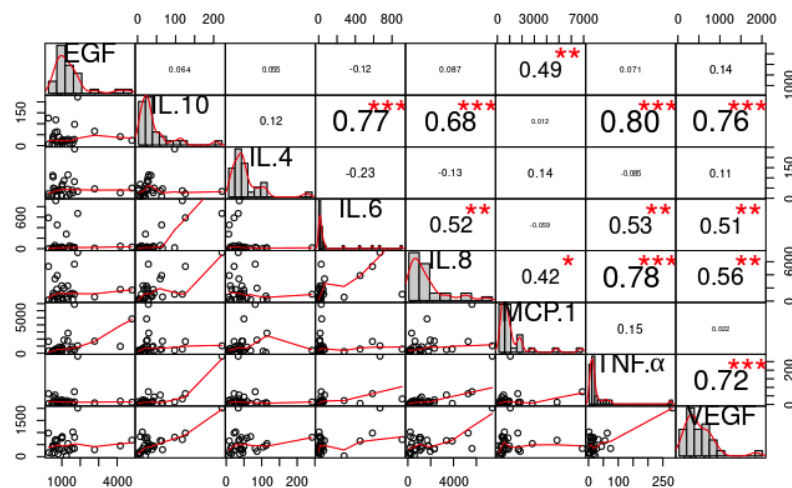 0 100 200 0 400 800 0 3000 7000 0 1000 2000
EGF 0.064 0.055 -0.12 0.087 0.49 ** 0.071 0.14 1000
0 150 IL.10 0.12 0.77 *** 0.68 *** 0.012 0.80 *** 0.76 ***
IL.4 -0.23 -0.13 0.14 -0.085 0.11 0 150
0 600 IL.6 0.52 ** -0.059 0.53 ** 0.51 **
IL.8 0.42 * 0.78 *** 0.56 ** 0 6000
0 5000 MCP.1 0.15 0.022
TNF.α 0.72 *** 0 200
0 1500 VEGF
1000 4000 0 100 200 0 4000 0 100 250